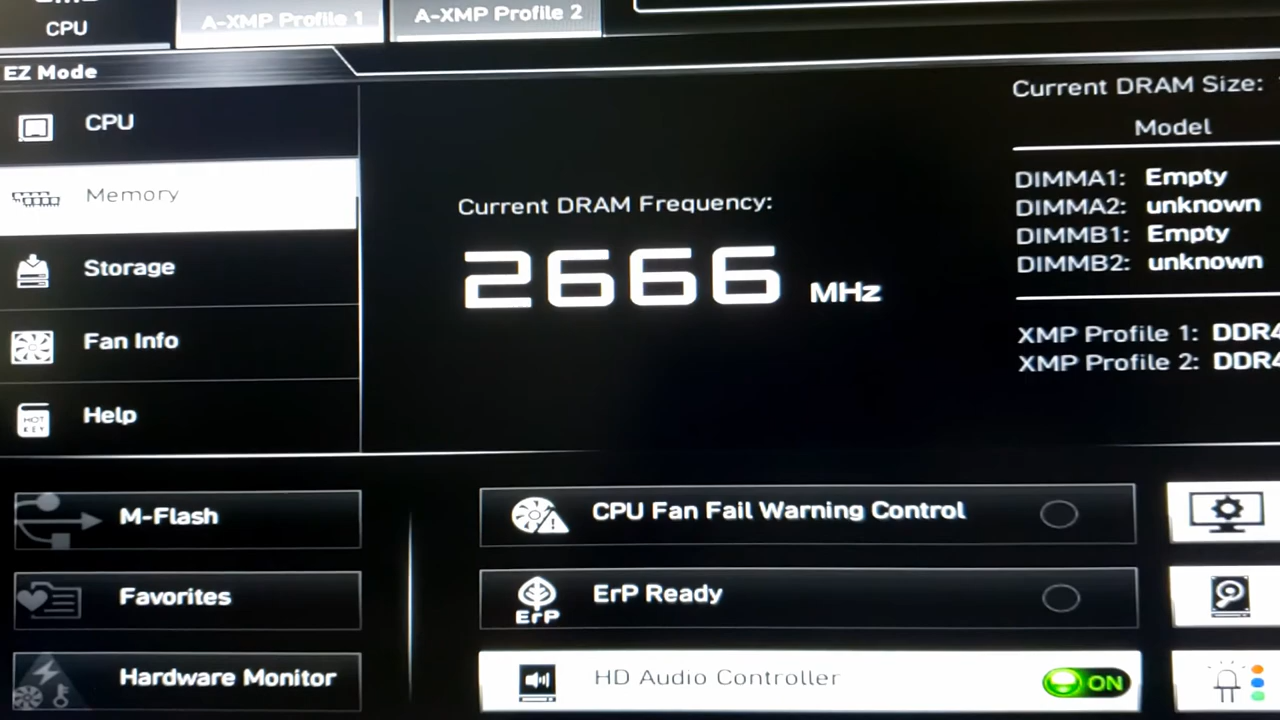 CPU
A-XMP Profile 1
A-XMP Profile 2
EZ Mode
CPU
Memory
Storage
Fan Info
HOT KEY
Help
M-Flash
Favorites
Hardware Monitor
Current DRAM Frequency:
2666 MHz
Current DRAM Size:
Model
DIMMA1: Empty
DIMMA2: unknown
DIMMB1: Empty
DIMMB2: unknown
XMP Profile 1: DDR4
XMP Profile 2: DDR4
CPU Fan Fail Warning Control
ErP
ErP Ready
HD Audio Controller
ON